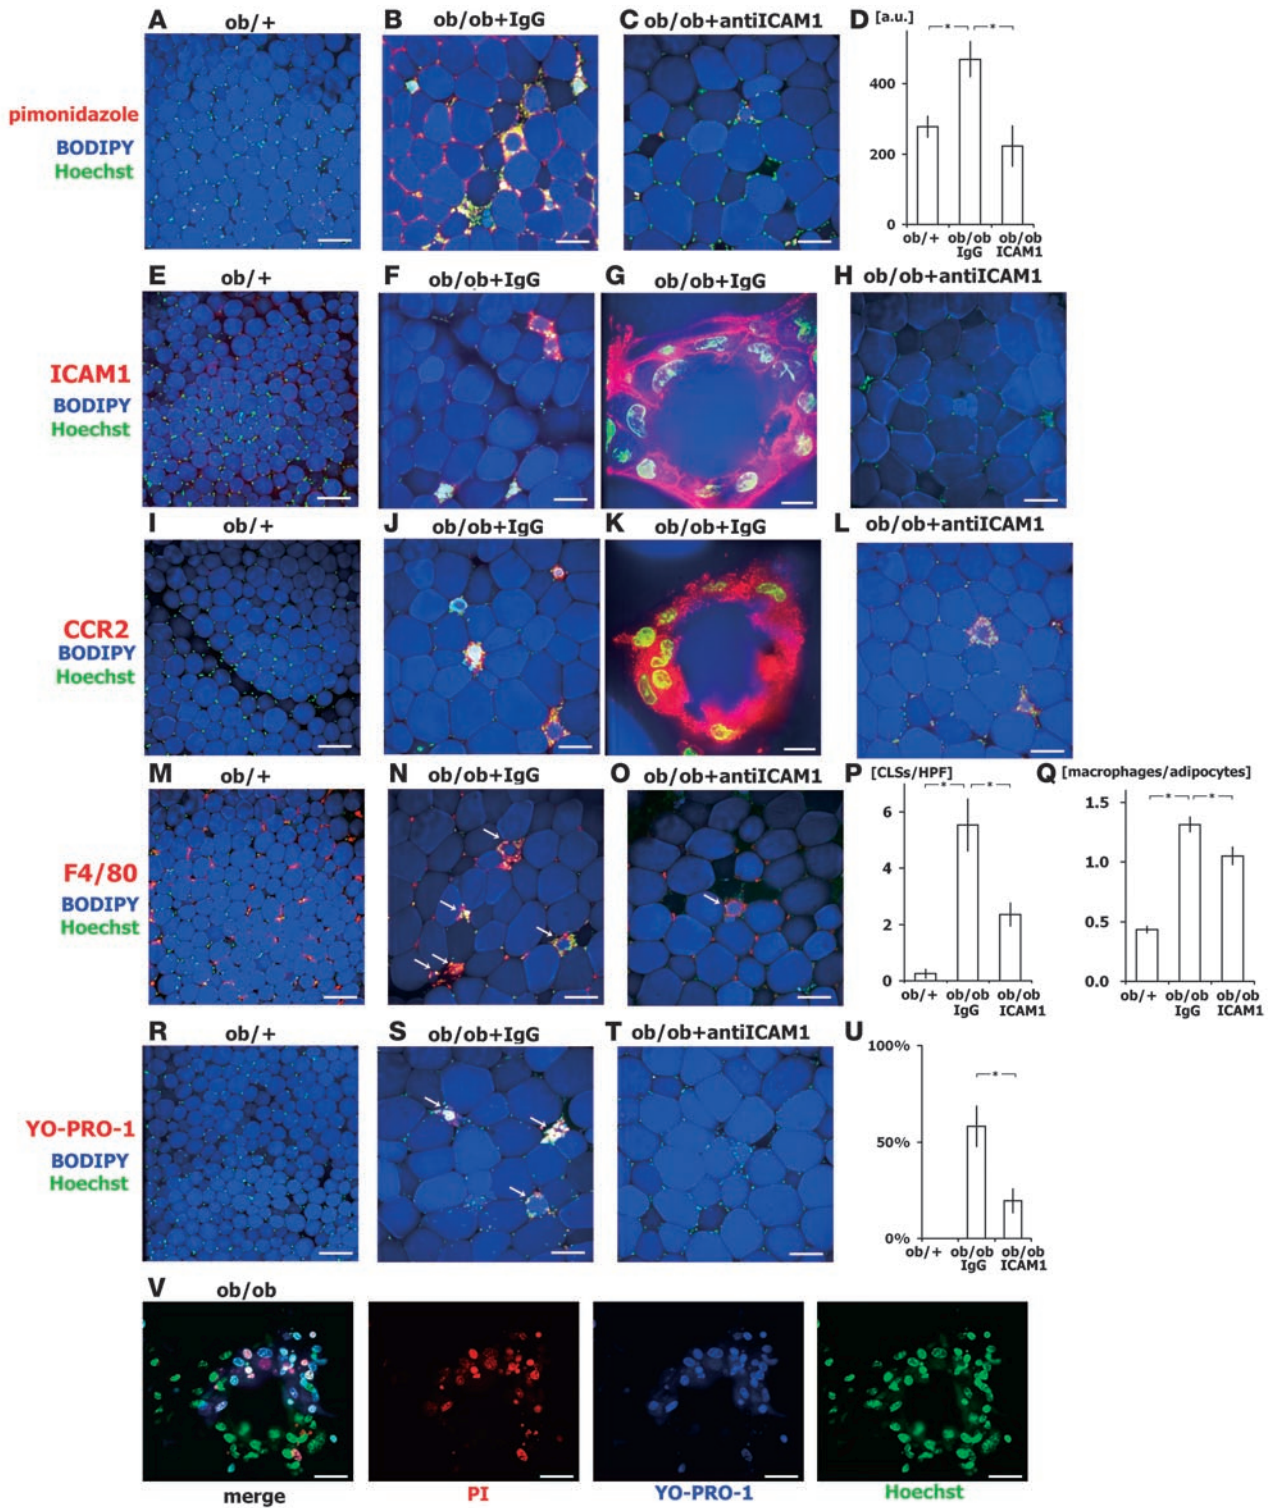 A ob/+
B ob/ob+IgG
C ob/ob+antiICAM1
D [a.u.]
pimonidazole
BODIPY
Hoechst
* *
400
200
0
ob/+ ob/ob IgG ob/ob ICAM1
E ob/+
F ob/ob+IgG
G ob/ob+IgG
H ob/ob+antiICAM1
ICAM1
BODIPY
Hoechst
I ob/+
J ob/ob+IgG
K ob/ob+IgG
L ob/ob+antiICAM1
CCR2
BODIPY
Hoechst
M ob/+
N ob/ob+IgG
O ob/ob+antiICAM1
P [CLSs/HPF]
Q [macrophages/adipocytes]
F4/80
BODIPY
Hoechst
* *
6
4
2
0
ob/+ ob/ob IgG ob/ob ICAM1
* *
1.5
1.0
0.5
0.0
ob/+ ob/ob IgG ob/ob ICAM1
R ob/+
S ob/ob+IgG
T ob/ob+antiICAM1
U
YO-PRO-1
BODIPY
Hoechst
100%
*
50%
0%
ob/+ ob/ob IgG ob/ob ICAM1
V ob/ob
merge
PI
YO-PRO-1
Hoechst